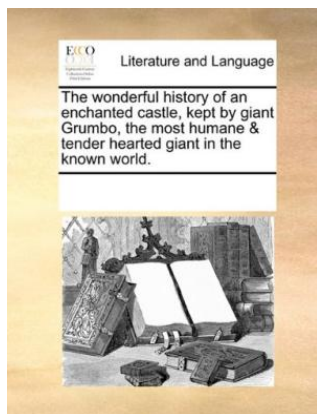 ECCO
Literature and Language
The wonderful history of an
enchanted castle, kept by giant
Grumbo, the most humane &
tender hearted giant in the
known world.